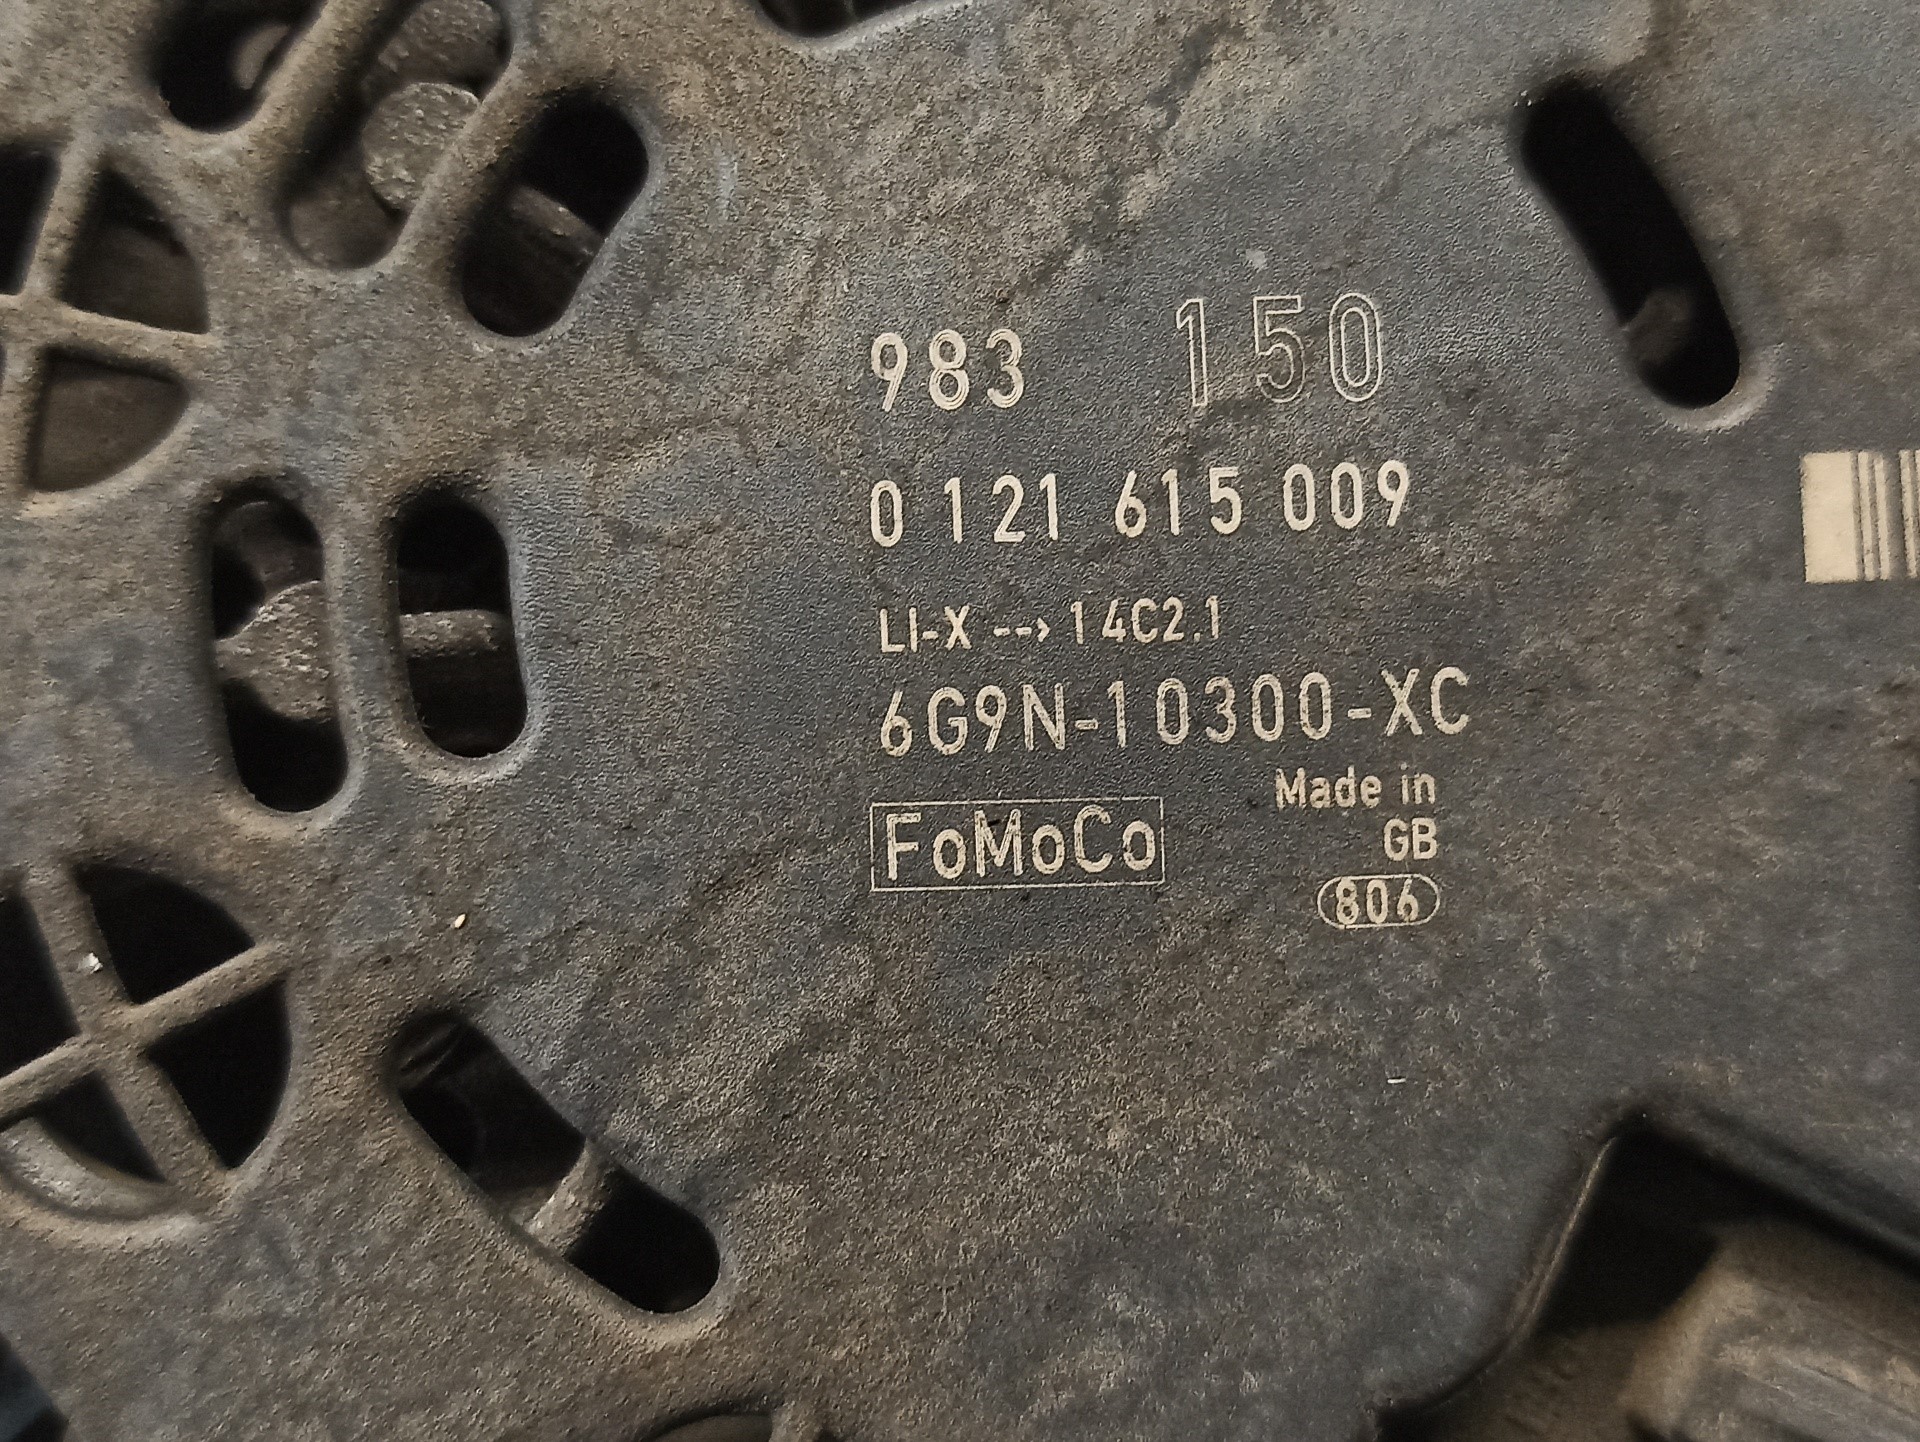 983 150
0 121 615 009
LI-X --> 14C2.1
6G9N-10300-XC
FoMoCo
Made in
GB
806